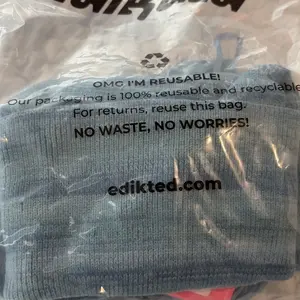 OMG I'M REUSABLE!
Our packaging is 100% reusable and recyclable
For returns, reuse this bag.
NO WASTE, NO WORRIES!
edikted.com